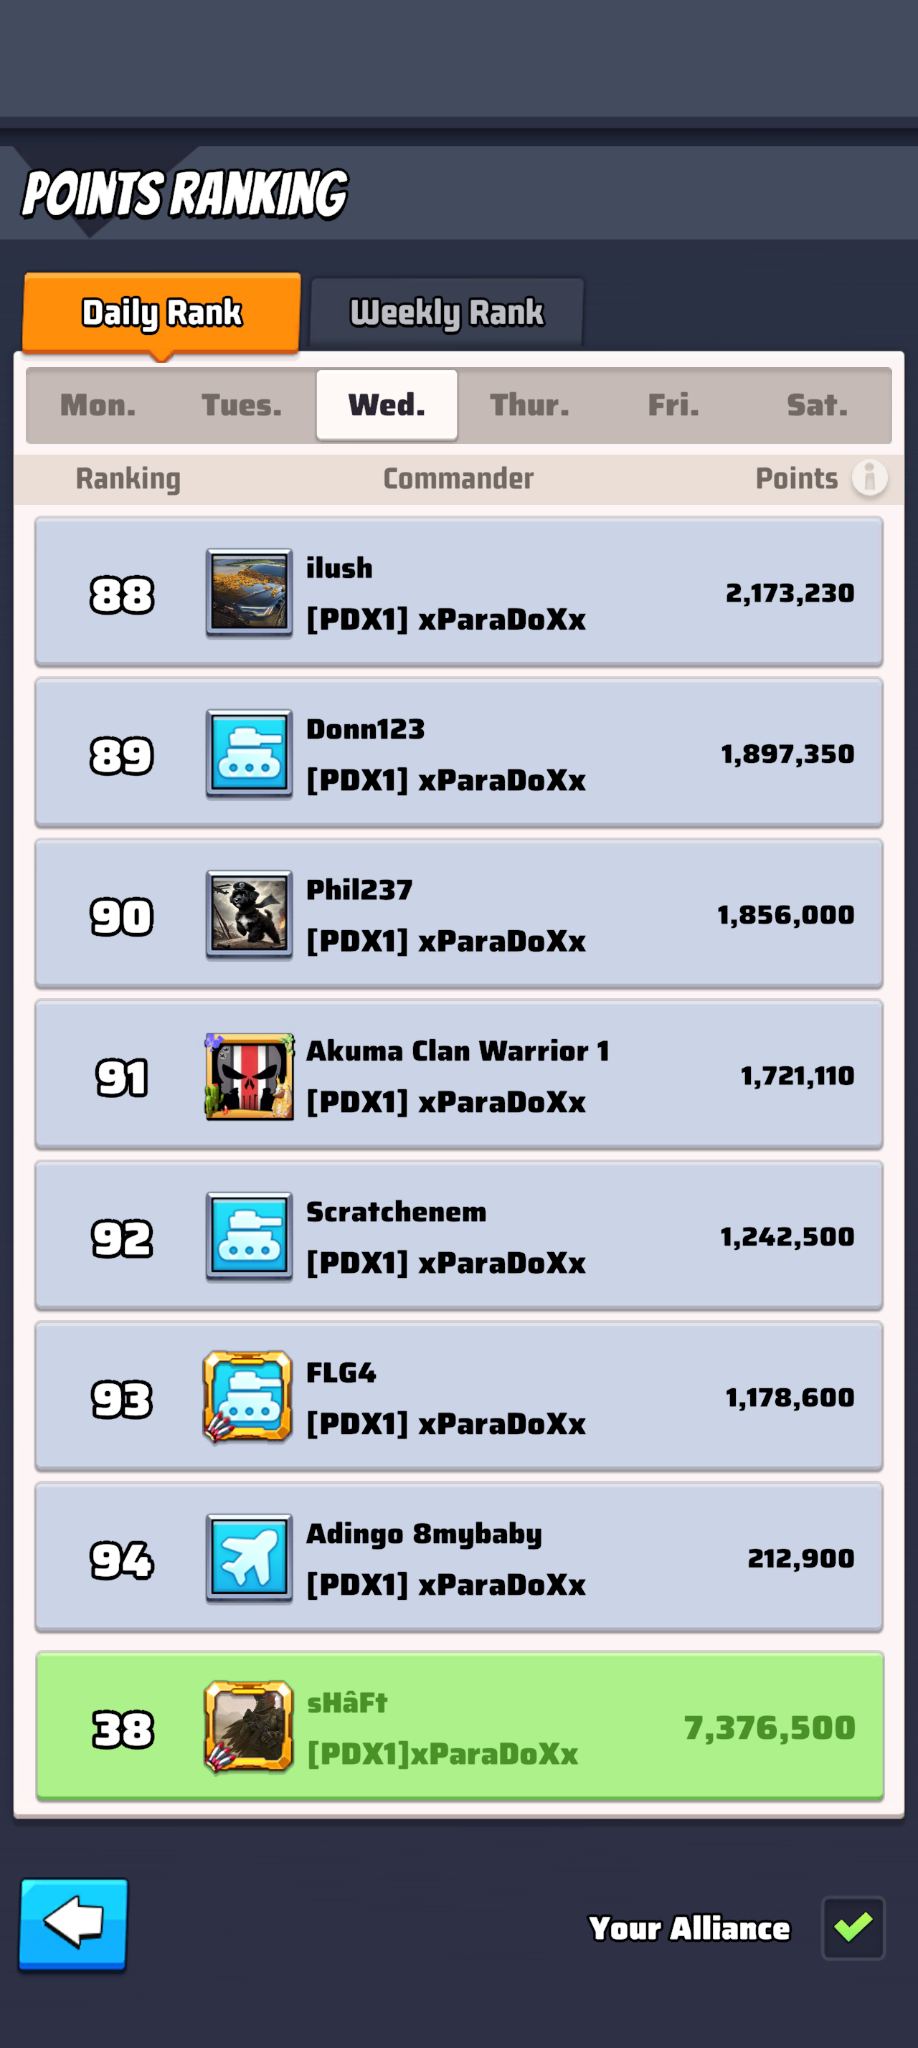 POINTS RANKING
Daily Rank Weekly Rank
Mon. Tues. Wed. Thur. Fri. Sat.
Ranking Commander Points
88 ilush 2,173,230
[PDX1] xParaDoXx
89 Donn123 1,897,350
[PDX1] xParaDoXx
90 Phil237 1,856,000
[PDX1] xParaDoXx
91 Akuma Clan Warrior 1 1,721,110
[PDX1] xParaDoXx
92 Scratchenem 1,242,500
[PDX1] xParaDoXx
93 FLG4 1,178,600
[PDX1] xParaDoXx
94 Adingo 8mybaby 212,900
[PDX1] xParaDoXx
38 sHâFt 7,376,500
[PDX1]xParaDoXx
Your Alliance